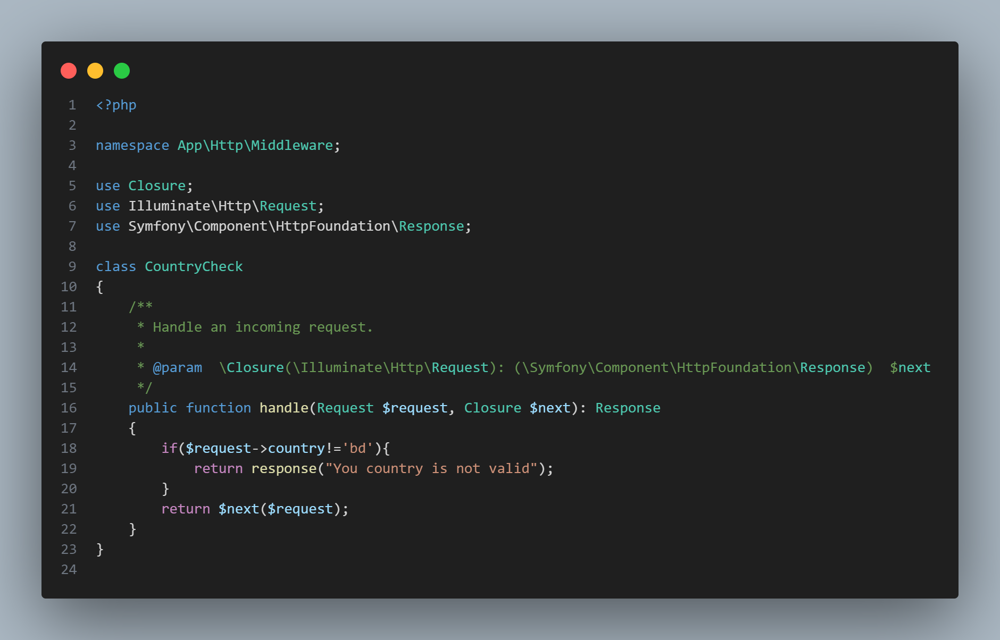 1 <?php
2
3 namespace App\Http\Middleware;
4
5 use Closure;
6 use Illuminate\Http\Request;
7 use Symfony\Component\HttpFoundation\Response;
8
9 class CountryCheck
10 {
11     /**
12      * Handle an incoming request.
13      *
14      * @param  \Closure(\Illuminate\Http\Request): (\Symfony\Component\HttpFoundation\Response)  $next
15      */
16     public function handle(Request $request, Closure $next): Response
17     {
18         if($request->country!='bd'){
19             return response("You country is not valid");
20         }
21         return $next($request);
22     }
23 }
24